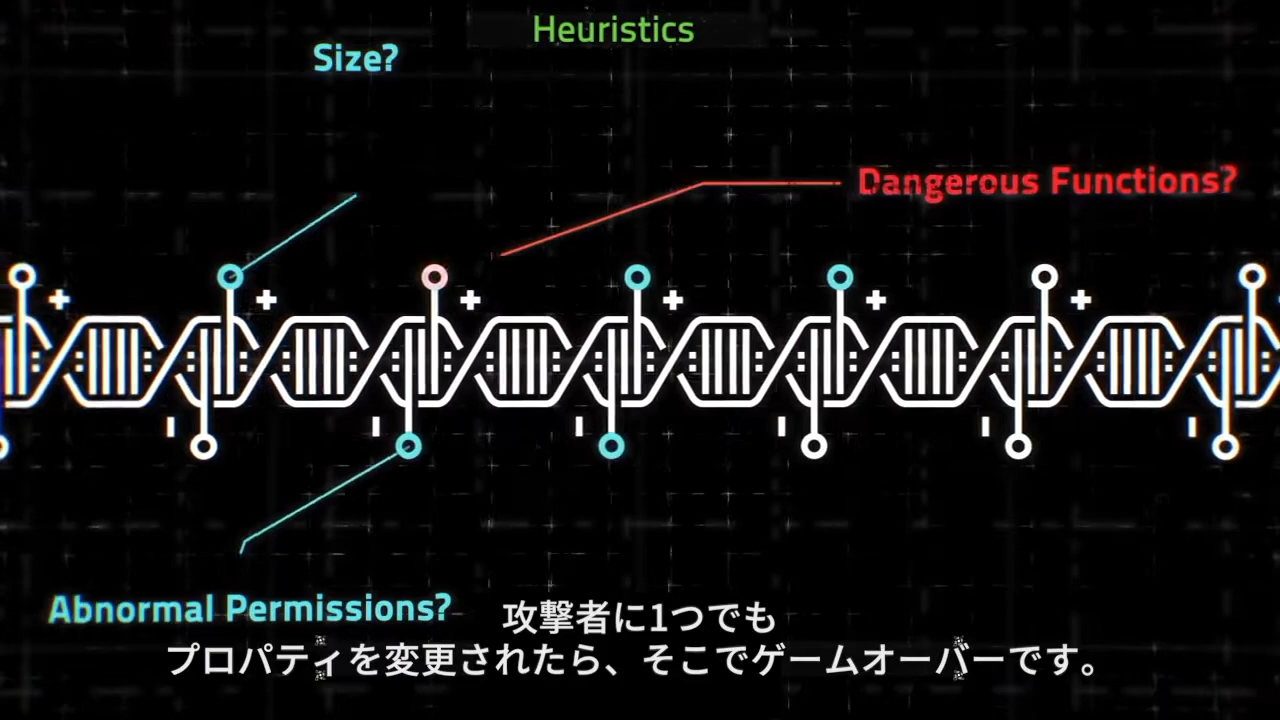 Heuristics
Size?
Dangerous Functions?
Abnormal Permissions?
攻撃者に1つでも
プロパティを変更されたら、そこでゲームオーバーです。